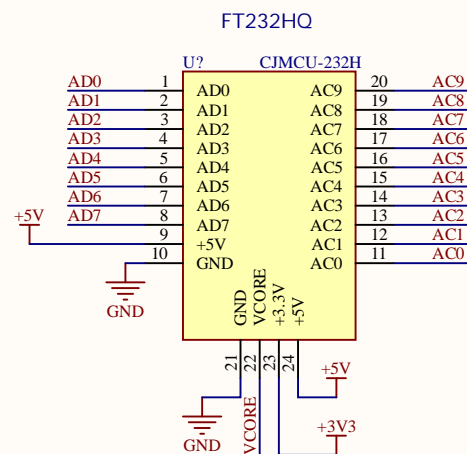 FT232HQ
U? CJMCU-232H
AD0 1 AD0 AC9 20 AC9
AD1 2 AD1 AC8 19 AC8
AD2 3 AD2 AC7 18 AC7
AD3 4 AD3 AC6 17 AC6
AD4 5 AD4 AC5 16 AC5
AD5 6 AD5 AC4 15 AC4
AD6 7 AD6 AC3 14 AC3
AD7 8 AD7 AC2 13 AC2
+5V 9 +5V AC1 12 AC1
10 GND AC0 11 AC0
GND
GND VCORE +3.3V +5V
21 22 23 24
+5V
VCORE
+3V3
GND